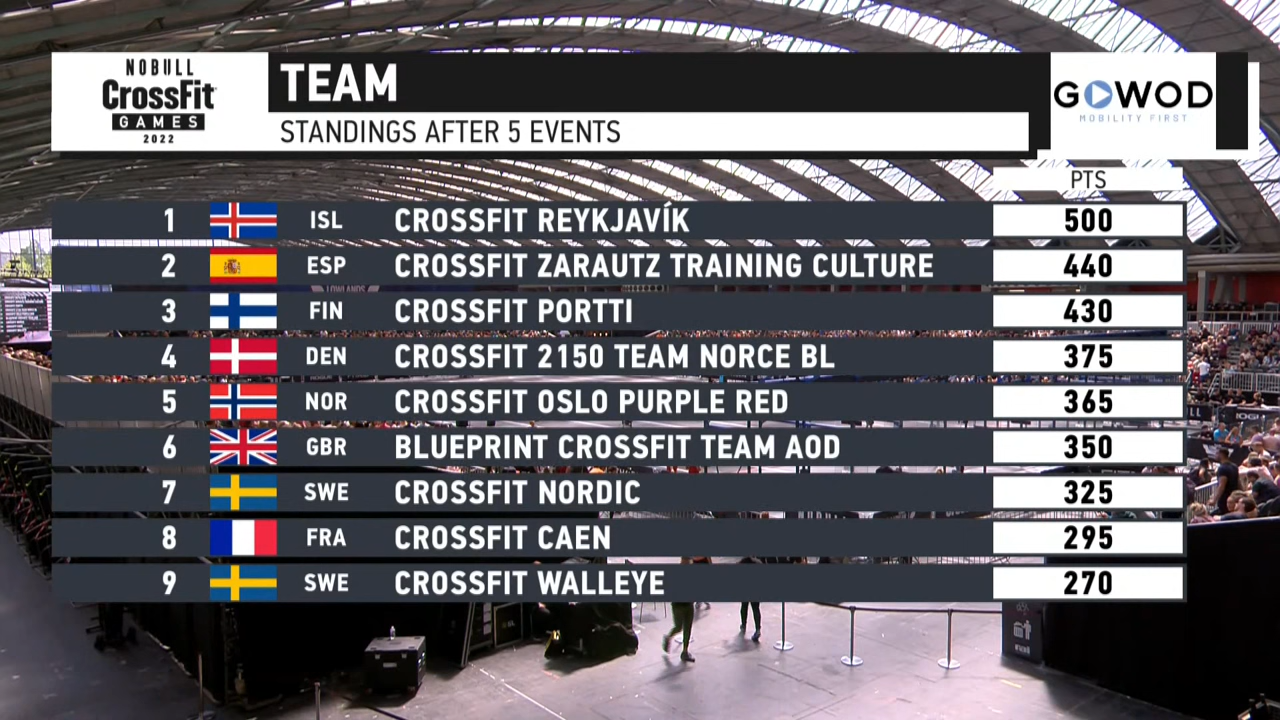 NOBULL
CrossFit
GAMES
2022
TEAM
STANDINGS AFTER 5 EVENTS
GOWOD
MOBILITY FIRST
PTS
1 ISL CROSSFIT REYKJAVÍK 500
2 ESP CROSSFIT ZARAUTZ TRAINING CULTURE 440
3 FIN CROSSFIT PORTTI 430
4 DEN CROSSFIT 2150 TEAM NORCE BL 375
5 NOR CROSSFIT OSLO PURPLE RED 365
6 GBR BLUEPRINT CROSSFIT TEAM AOD 350
7 SWE CROSSFIT NORDIC 325
8 FRA CROSSFIT CAEN 295
9 SWE CROSSFIT WALLEYE 270